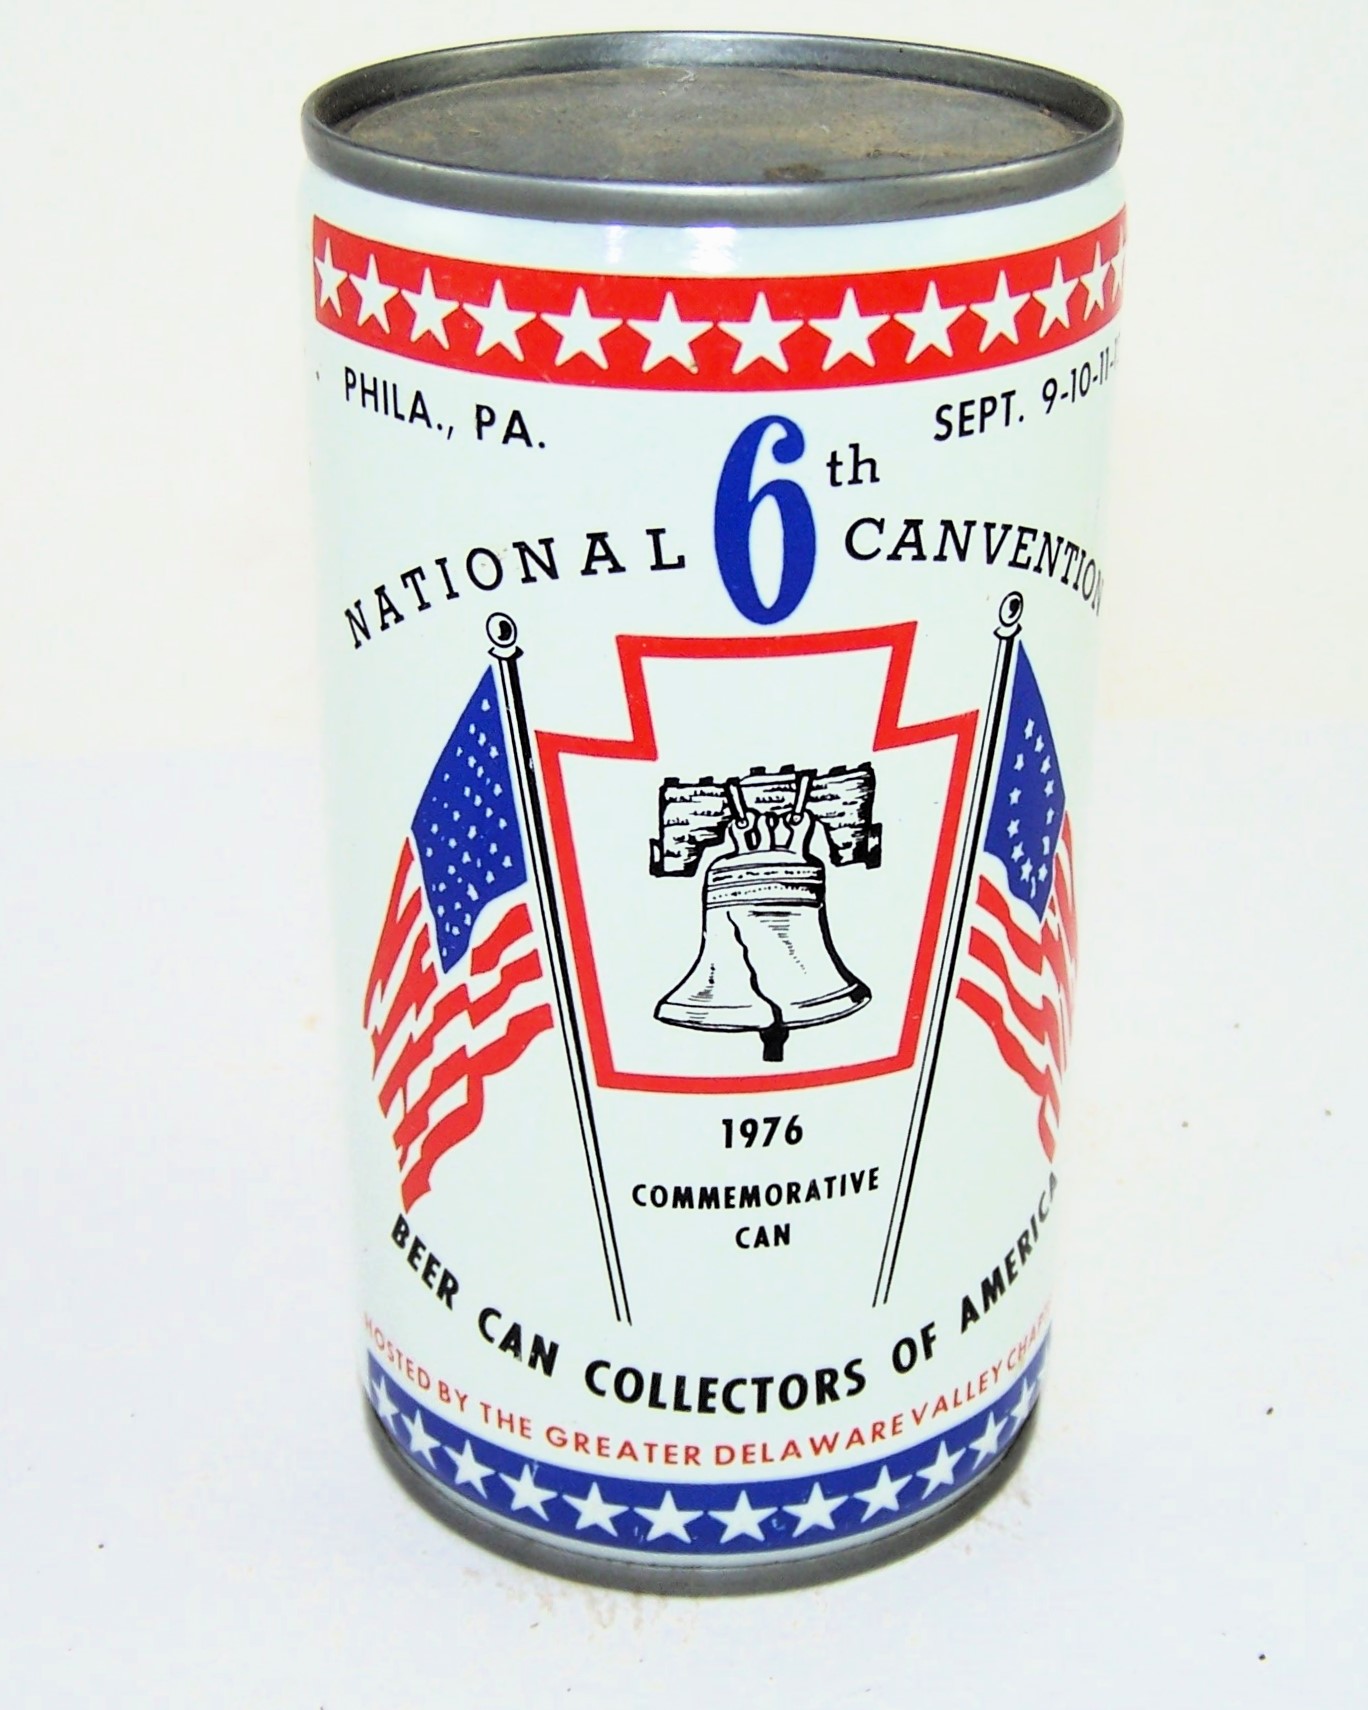 PHILA., PA.
SEPT. 9-10-11-
6th
NATIONAL CANVENTION
1976
COMMEMORATIVE
CAN
BEER CAN COLLECTORS OF AMERICA
HOSTED BY THE GREATER DELAWARE VALLEY